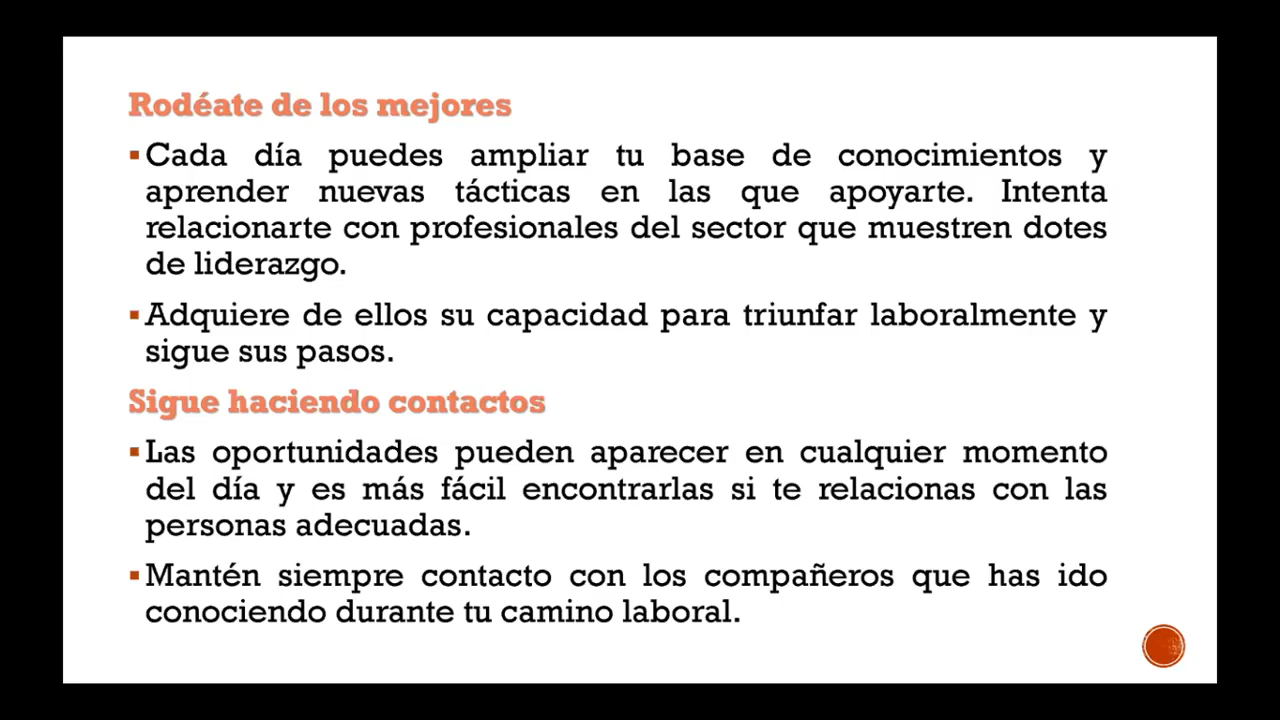 Rodéate de los mejores
▪Cada día puedes ampliar tu base de conocimientos y
aprender nuevas tácticas en las que apoyarte. Intenta
relacionarte con profesionales del sector que muestren dotes
de liderazgo.
▪Adquiere de ellos su capacidad para triunfar laboralmente y
sigue sus pasos.
Sigue haciendo contactos
▪Las oportunidades pueden aparecer en cualquier momento
del día y es más fácil encontrarlas si te relacionas con las
personas adecuadas.
▪Mantén siempre contacto con los compañeros que has ido
conociendo durante tu camino laboral.